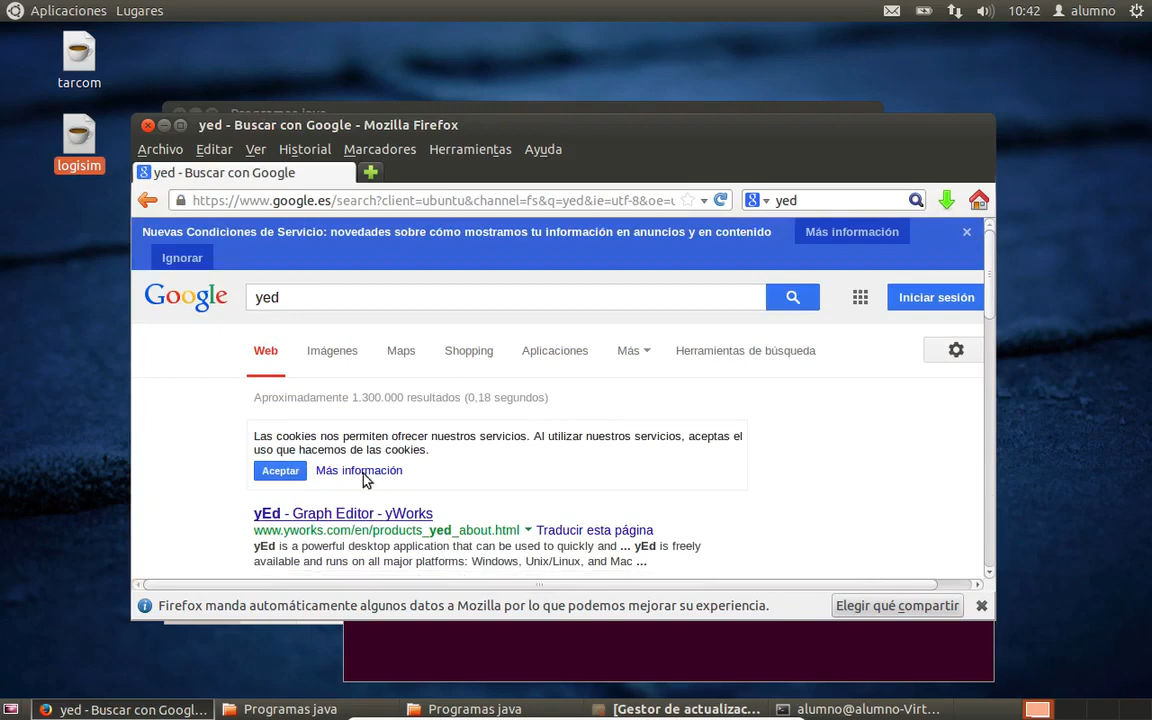 Aplicaciones Lugares 10:42 alumno
tarcom
logisim
Programas java
yed - Buscar con Google - Mozilla Firefox
Archivo Editar Ver Historial Marcadores Herramientas Ayuda
yed - Buscar con Google
https://www.google.es/search?client=ubuntu&channel=fs&q=yed&ie=utf-8&oe=u yed
Nuevas Condiciones de Servicio: novedades sobre cómo mostramos tu información en anuncios y en contenido Más información
Ignorar
Google yed Iniciar sesión
Web Imágenes Maps Shopping Aplicaciones Más Herramientas de búsqueda
Aproximadamente 1.300.000 resultados (0,18 segundos)
Las cookies nos permiten ofrecer nuestros servicios. Al utilizar nuestros servicios, aceptas el
uso que hacemos de las cookies.
Aceptar Más información
yEd - Graph Editor - yWorks
www.yworks.com/en/products_yed_about.html Traducir esta página
yEd is a powerful desktop application that can be used to quickly and ... yEd is freely
available and runs on all major platforms: Windows, Unix/Linux, and Mac ...
Firefox manda automáticamente algunos datos a Mozilla por lo que podemos mejorar su experiencia. Elegir qué compartir
yed - Buscar con Googl... Programas java Programas java [Gestor de actualizac... alumno@alumno-Virt...